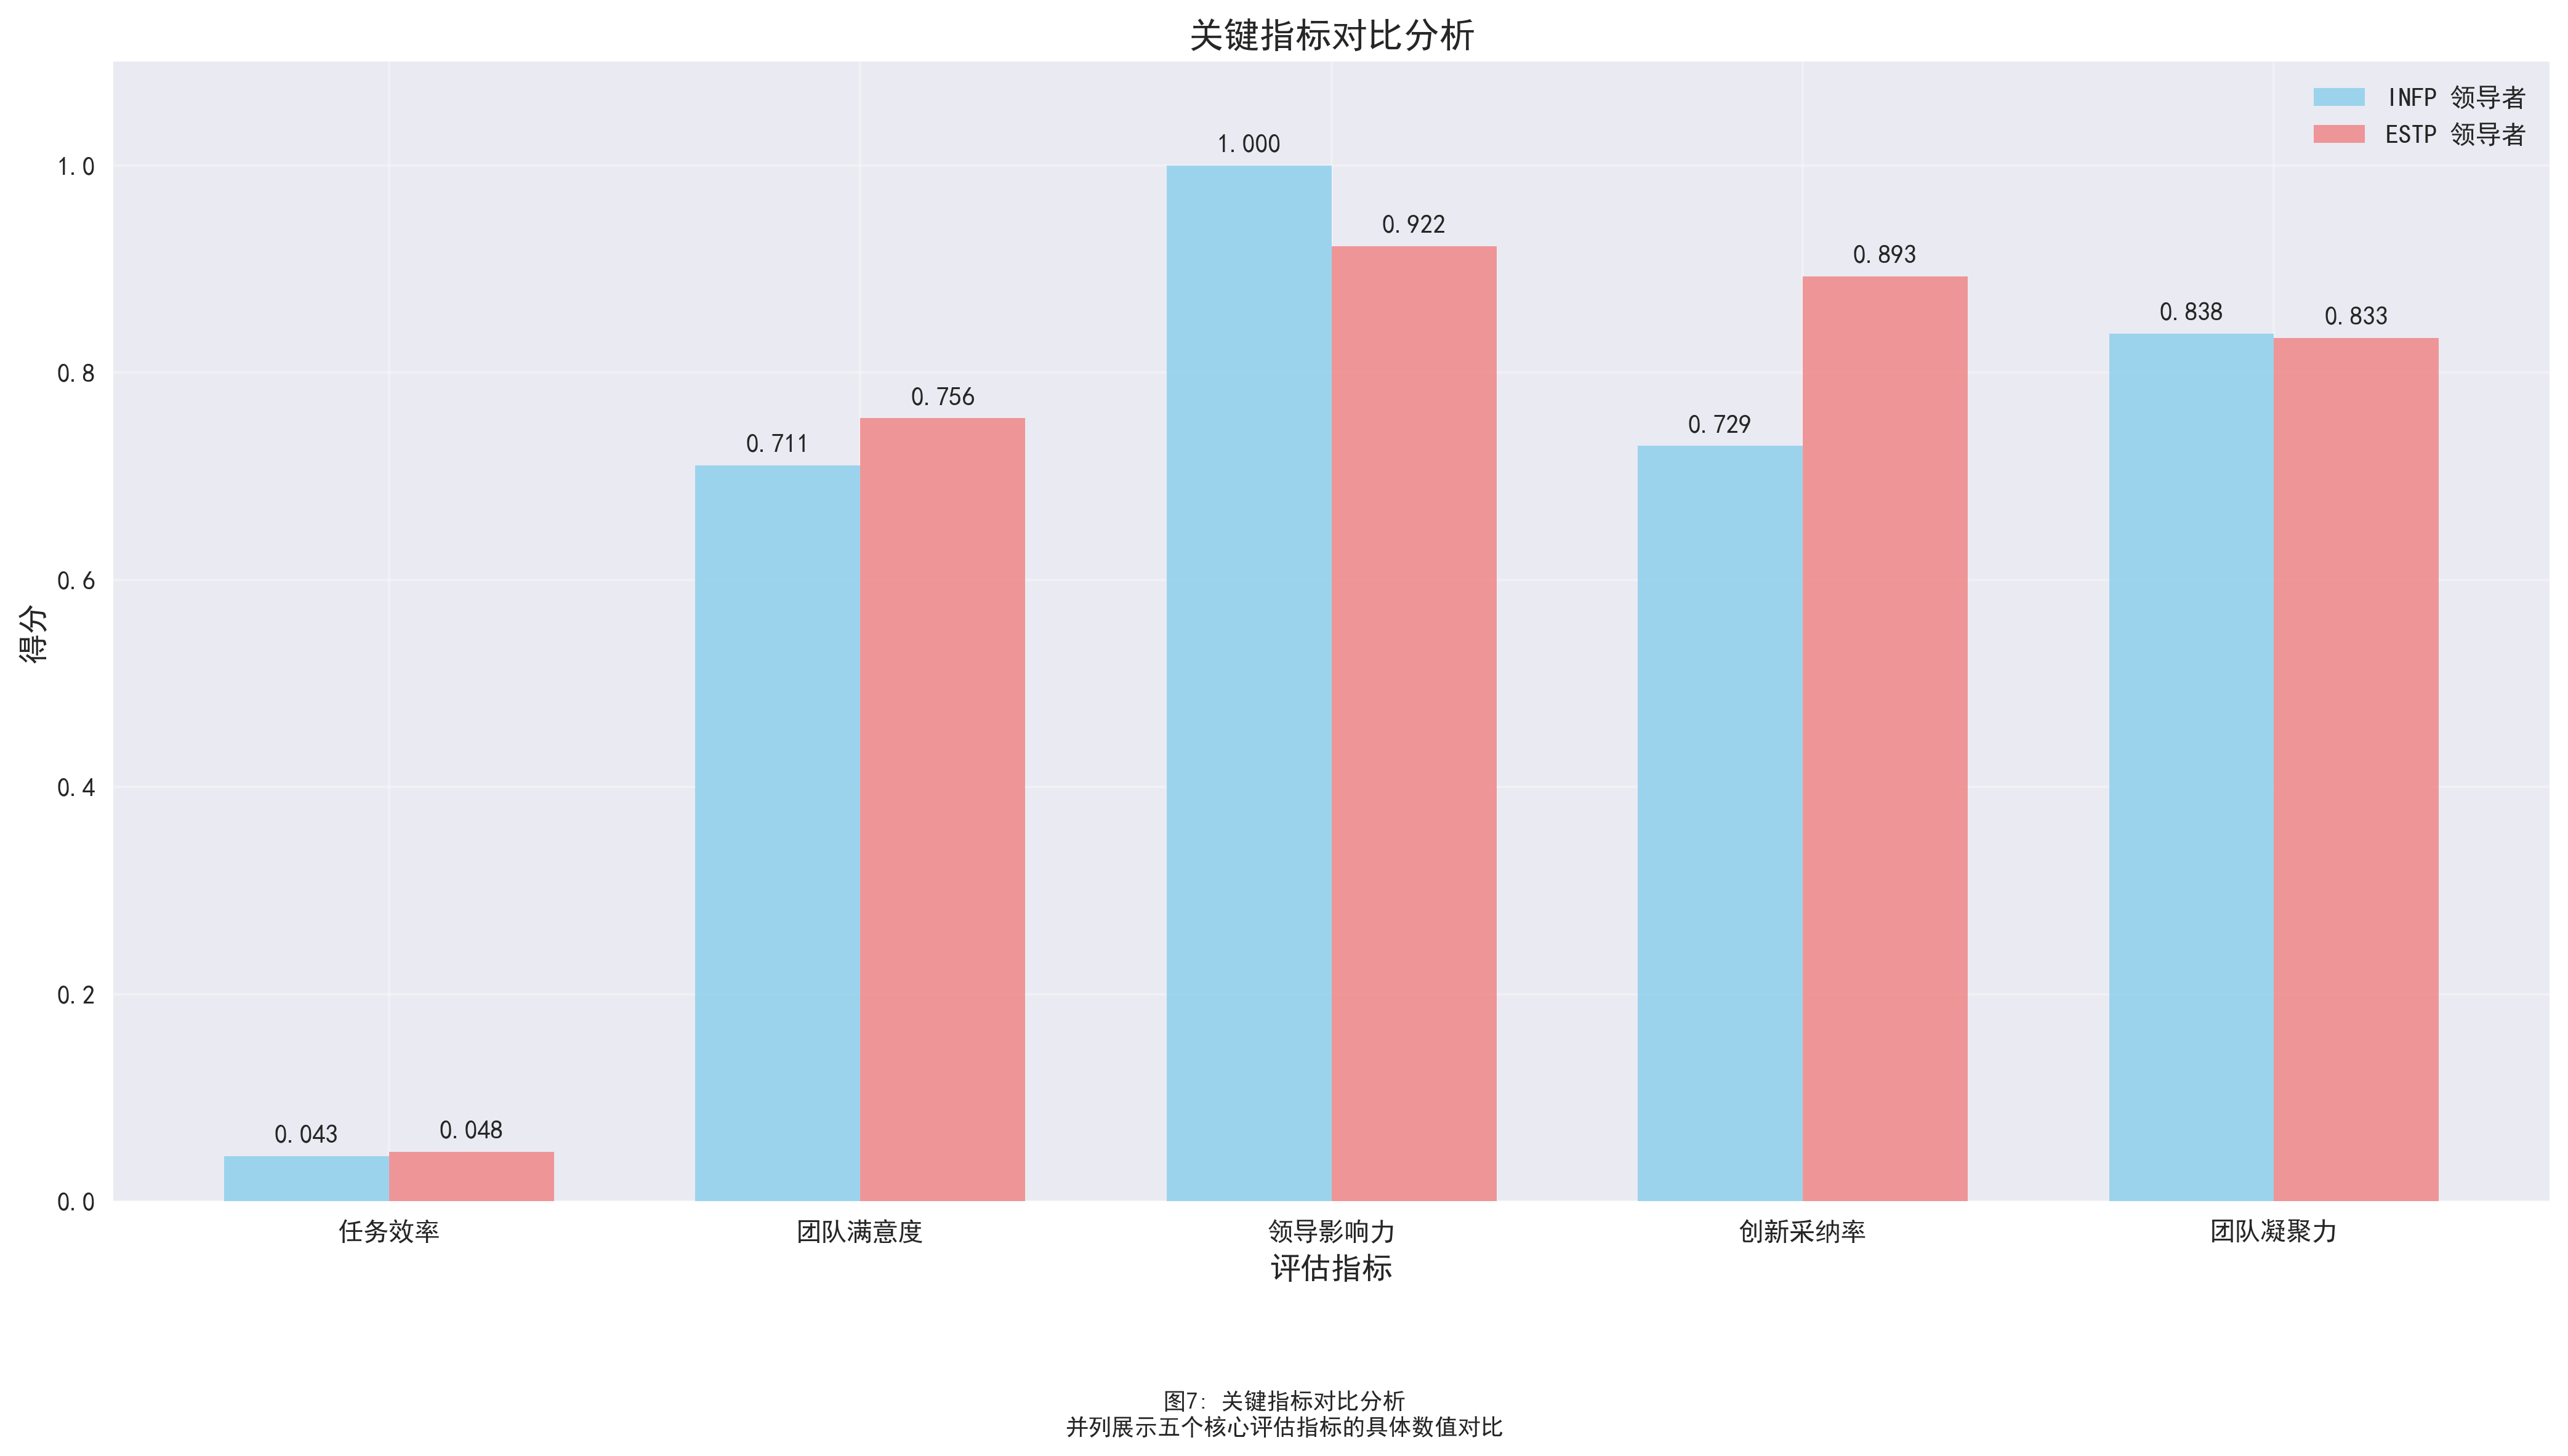 关键指标对比分析
INFP 领导者
ESTP 领导者
得分
1.0
0.8
0.6
0.4
0.2
0.0
0.043
0.048
0.711
0.756
1.000
0.922
0.729
0.893
0.838
0.833
任务效率
团队满意度
领导影响力
创新采纳率
团队凝聚力
评估指标
图7: 关键指标对比分析
并列展示五个核心评估指标的具体数值对比